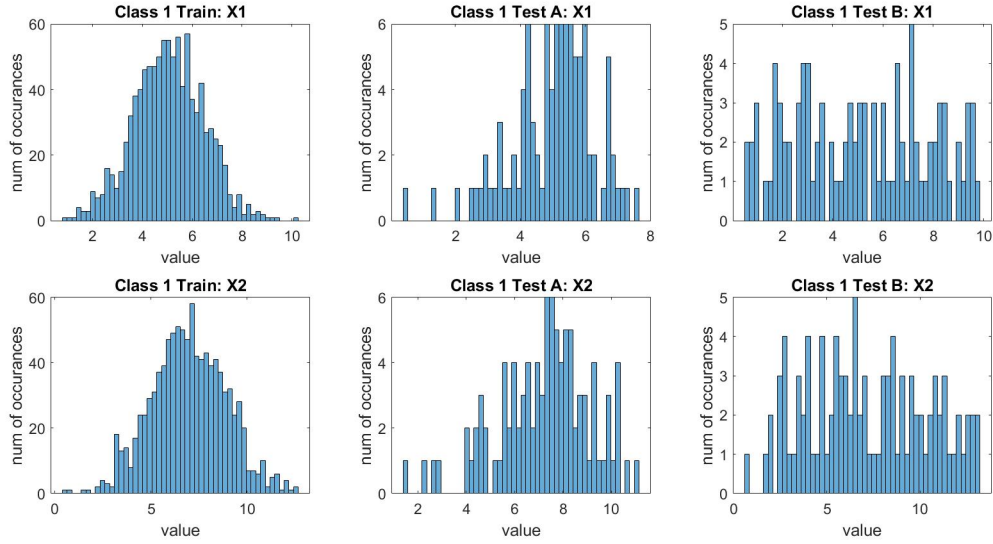 Class 1 Train: X1
60
40
20
0
num of occurances
2 4 6 8 10
value
Class 1 Test A: X1
6
4
2
0
num of occurances
2 4 6 8
value
Class 1 Test B: X1
5
4
3
2
1
0
num of occurances
2 4 6 8 10
value
Class 1 Train: X2
60
40
20
0
num of occurances
0 5 10
value
Class 1 Test A: X2
6
4
2
0
num of occurances
2 4 6 8 10
value
Class 1 Test B: X2
5
4
3
2
1
0
num of occurances
0 5 10
value